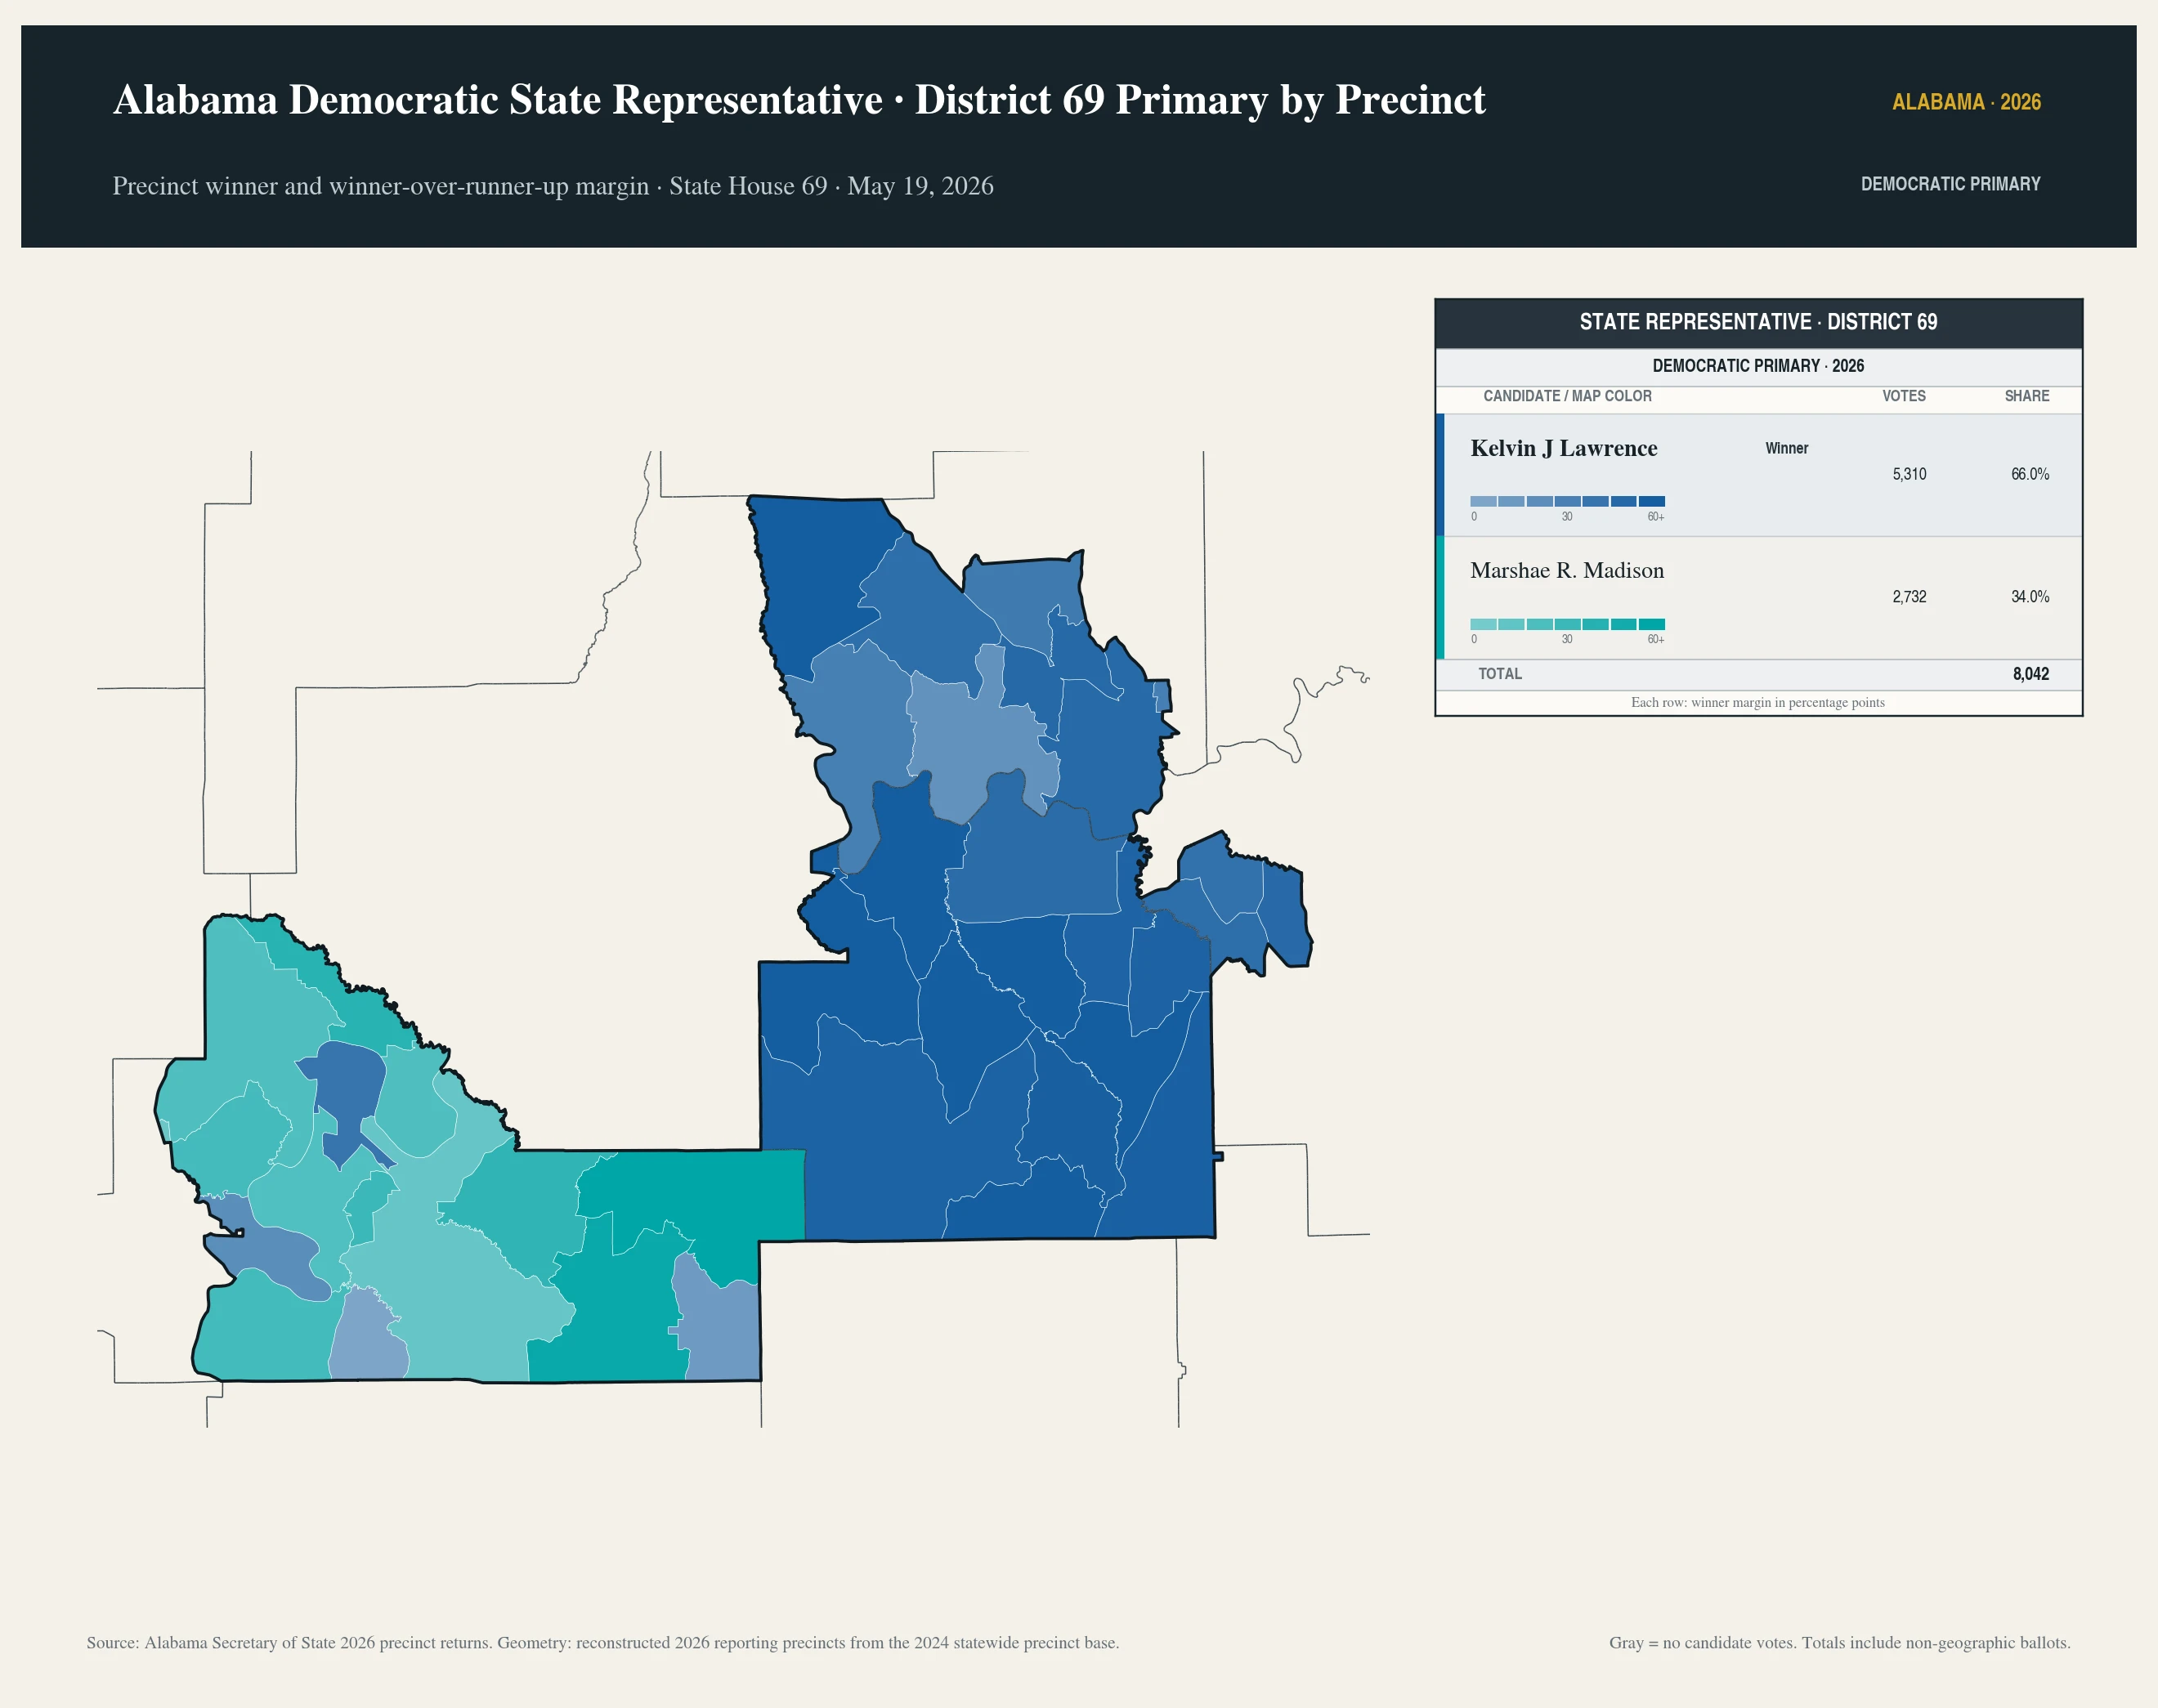 Alabama Democratic State Representative · District 69 Primary by Precinct
ALABAMA · 2026
Precinct winner and winner-over-runner-up margin · State House 69 · May 19, 2026
DEMOCRATIC PRIMARY
STATE REPRESENTATIVE · DISTRICT 69
DEMOCRATIC PRIMARY · 2026
CANDIDATE / MAP COLOR VOTES SHARE
Kelvin J Lawrence Winner
5,310 66.0%
0 30 60+
Marshae R. Madison
2,732 34.0%
0 30 60+
TOTAL 8,042
Each row: winner margin in percentage points
Source: Alabama Secretary of State 2026 precinct returns. Geometry: reconstructed 2026 reporting precincts from the 2024 statewide precinct base.
Gray = no candidate votes. Totals include non-geographic ballots.